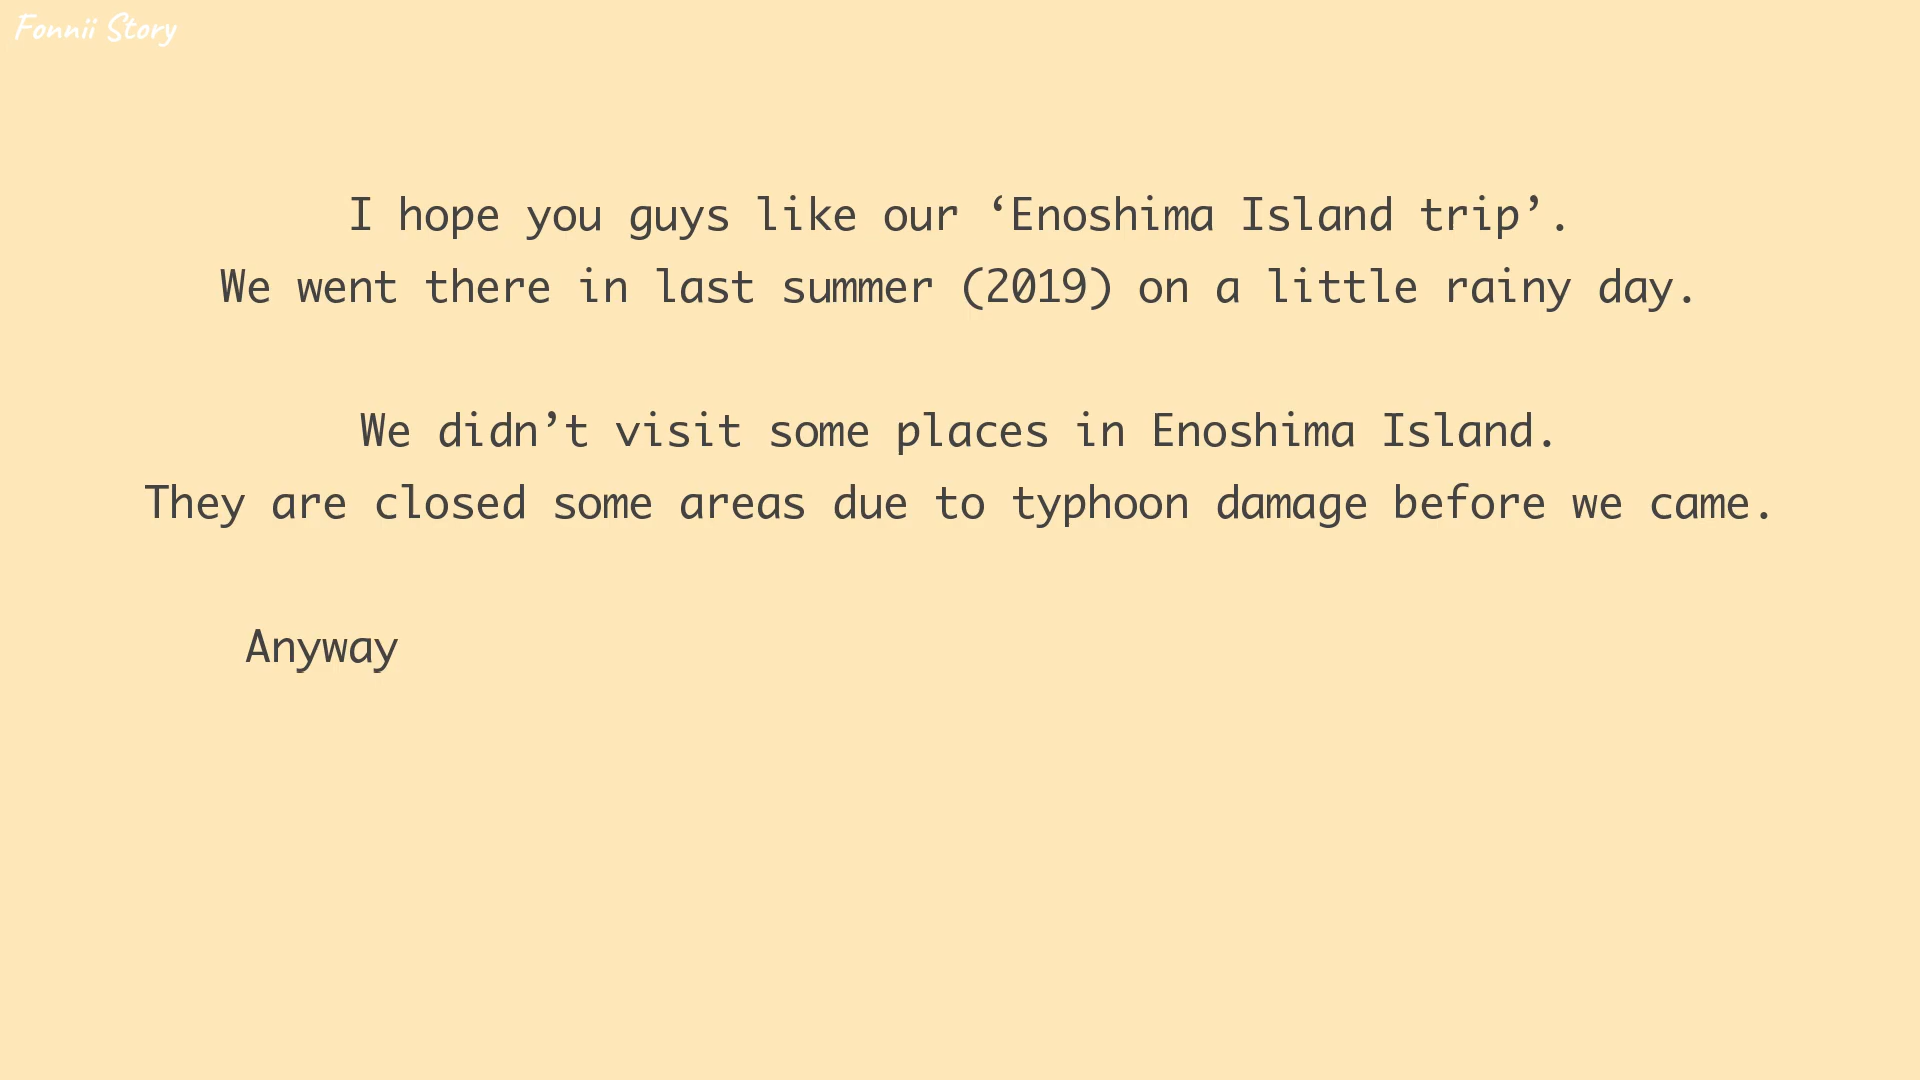 Fonnii Story
I hope you guys like our ‘Enoshima Island trip’.
We went there in last summer (2019) on a little rainy day.
We didn’t visit some places in Enoshima Island.
They are closed some areas due to typhoon damage before we came.
Anyway